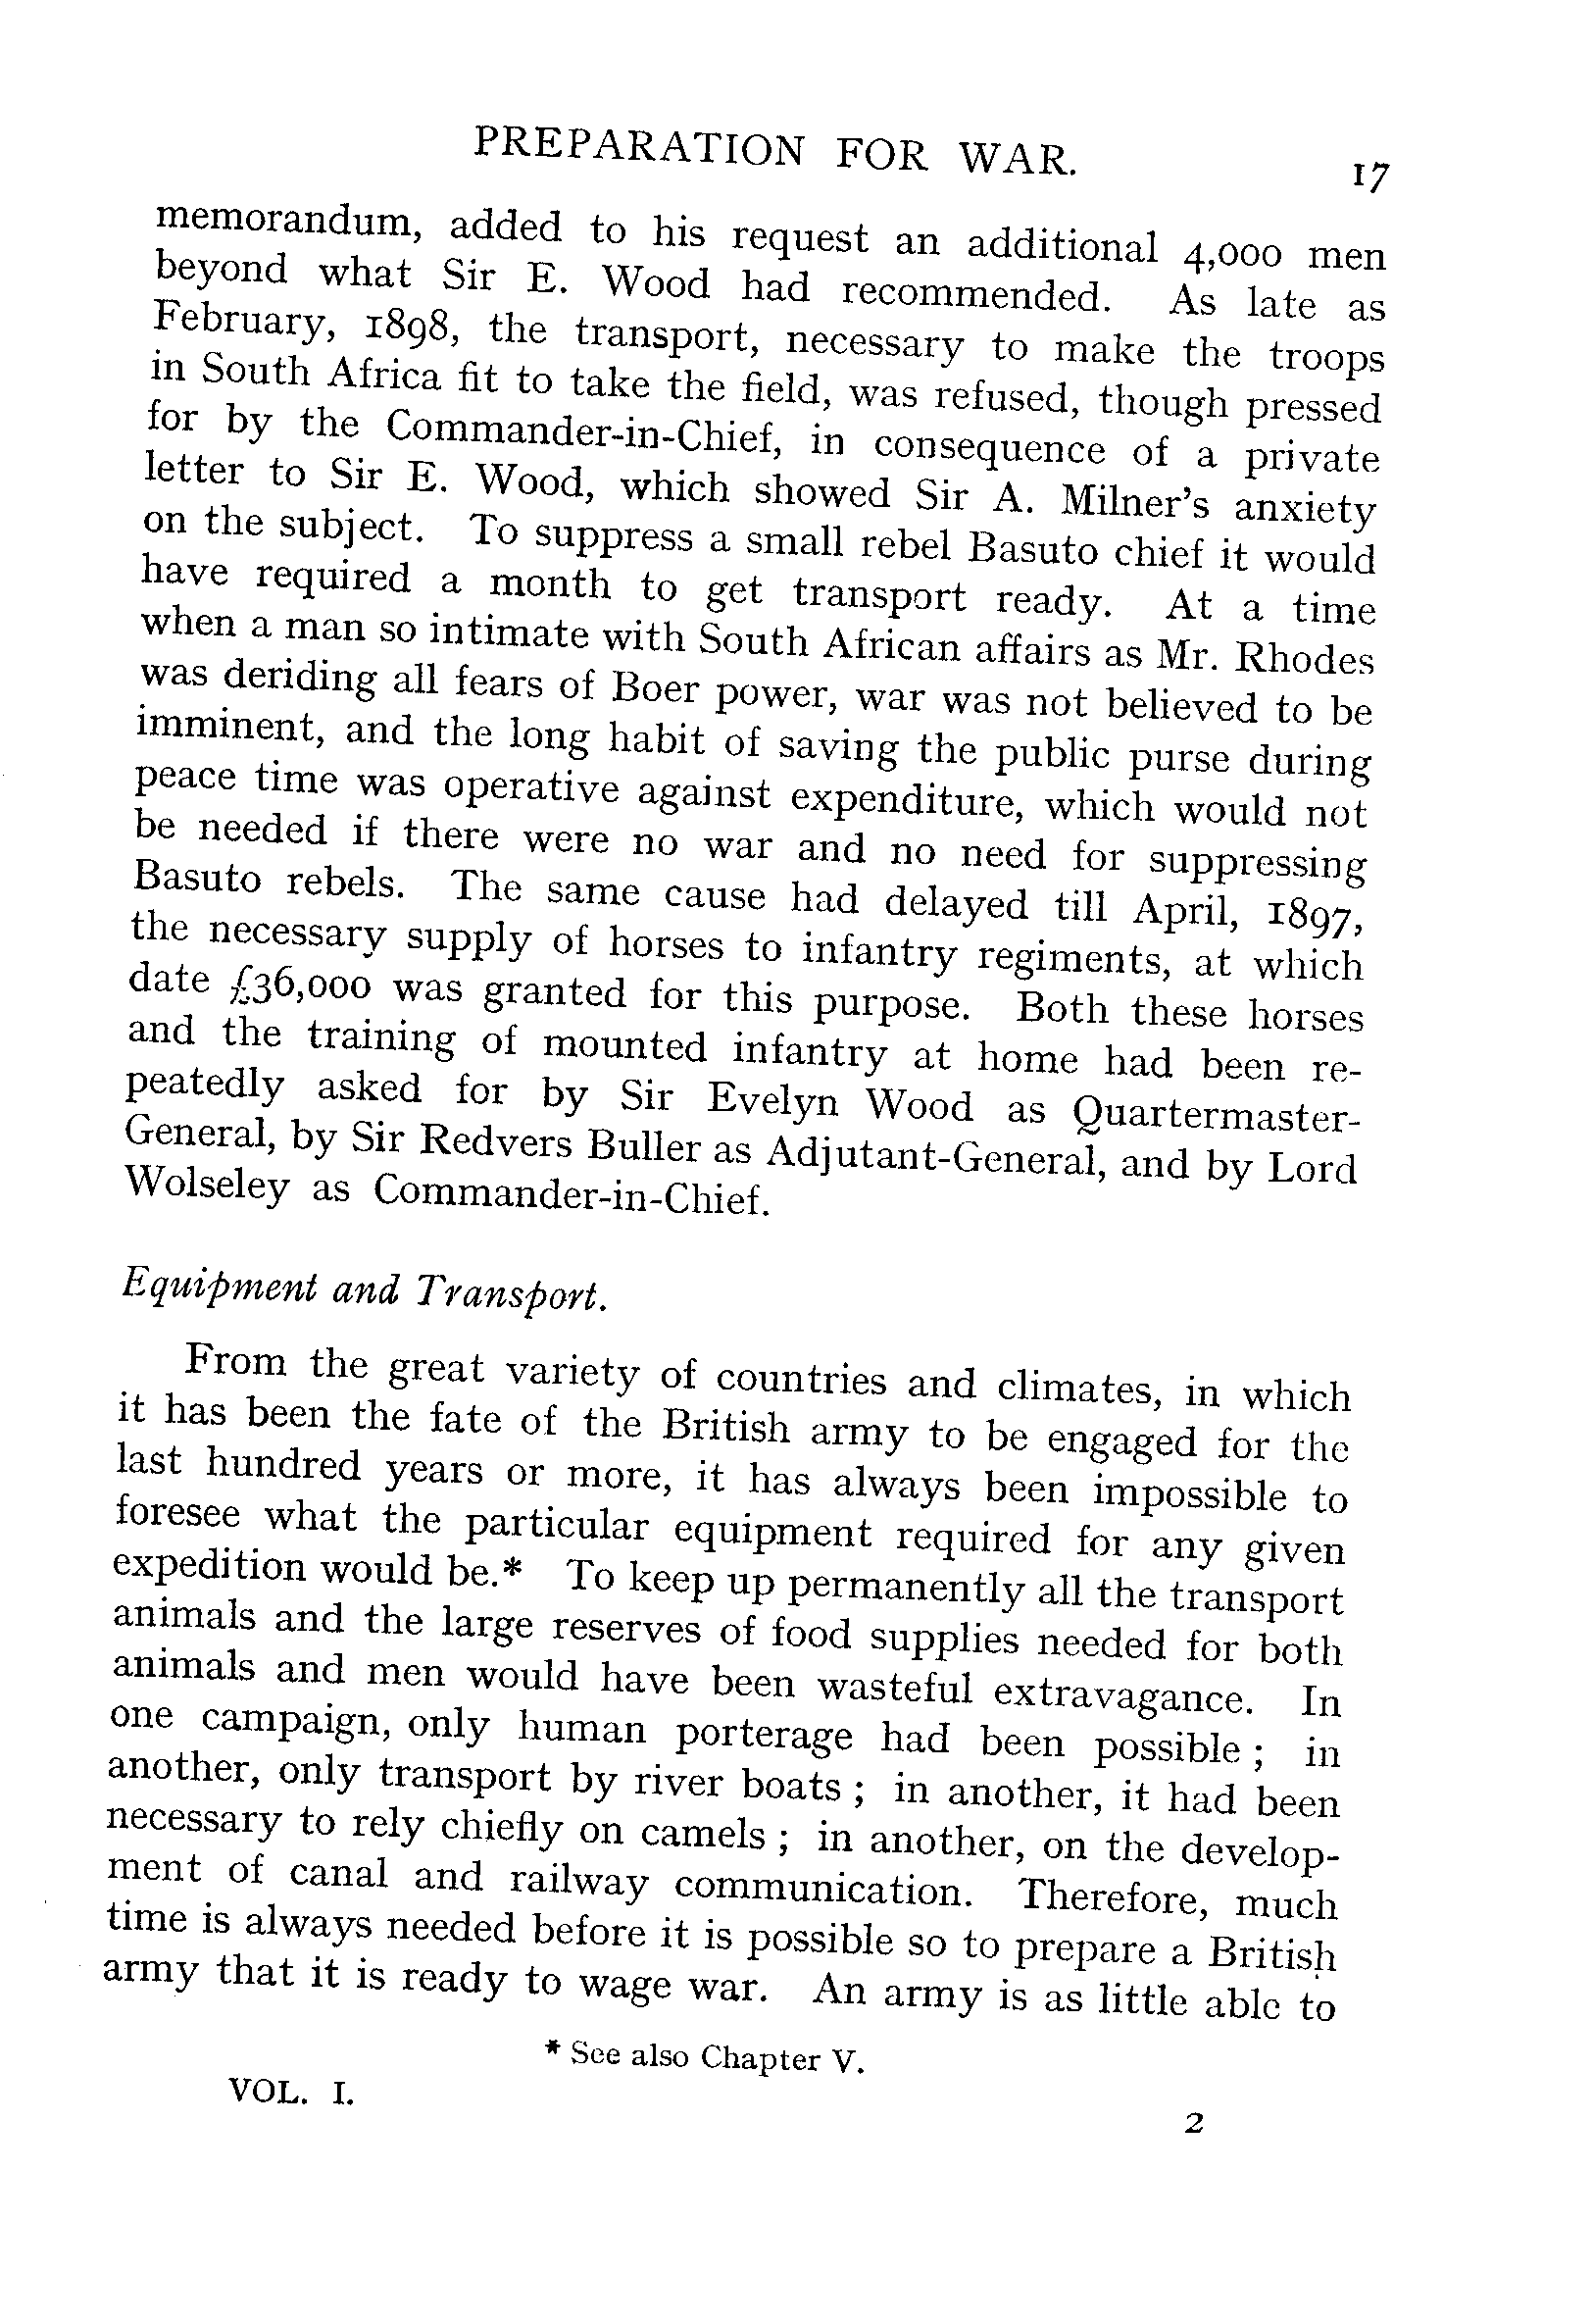 PREPARATION FOR WAR.
17
memorandum, added to his request an additional 4,000 men
beyond what Sir E. Wood had recommended. As late as
February, 1898, the transport, necessary to make the troops
in South Africa fit to take the field, was refused, though pressed
for by the Commander-in-Chief, in consequence of a private
letter to Sir E. Wood, which showed Sir A. Milner's anxiety
on the subject. To suppress a small rebel Basuto chief it would
have required a month to get transport ready. At a time
when a man so intimate with South African affairs as Mr. Rhodes
was deriding all fears of Boer power, war was not believed to be
imminent, and the long habit of saving the public purse during
peace time was operative against expenditure, which would not
be needed if there were no war and no need for suppressing
Basuto rebels. The same cause had delayed till April, 1897,
the necessary supply of horses to infantry regiments, at which
date £36,000 was granted for this purpose. Both these horses
and the training of mounted infantry at home had been re-
peatedly asked for by Sir Evelyn Wood as Quartermaster-
General, by Sir Redvers Buller as Adjutant-General, and by Lord
Wolseley as Commander-in-Chief.
Equipment and Transport.
From the great variety of countries and climates, in which
it has been the fate of the British army to be engaged for the
last hundred years or more, it has always been impossible to
foresee what the particular equipment required for any given
expedition would be.* To keep up permanently all the transport
animals and the large reserves of food supplies needed for both
animals and men would have been wasteful extravagance. In
one campaign, only human porterage had been possible; in
another, only transport by river boats; in another, it had been
necessary to rely chiefly on camels; in another, on the develop-
ment of canal and railway communication. Therefore, much
time is always needed before it is possible so to prepare a British
army that it is ready to wage war. An army is as little able to
* See also Chapter V.
VOL. I.
2